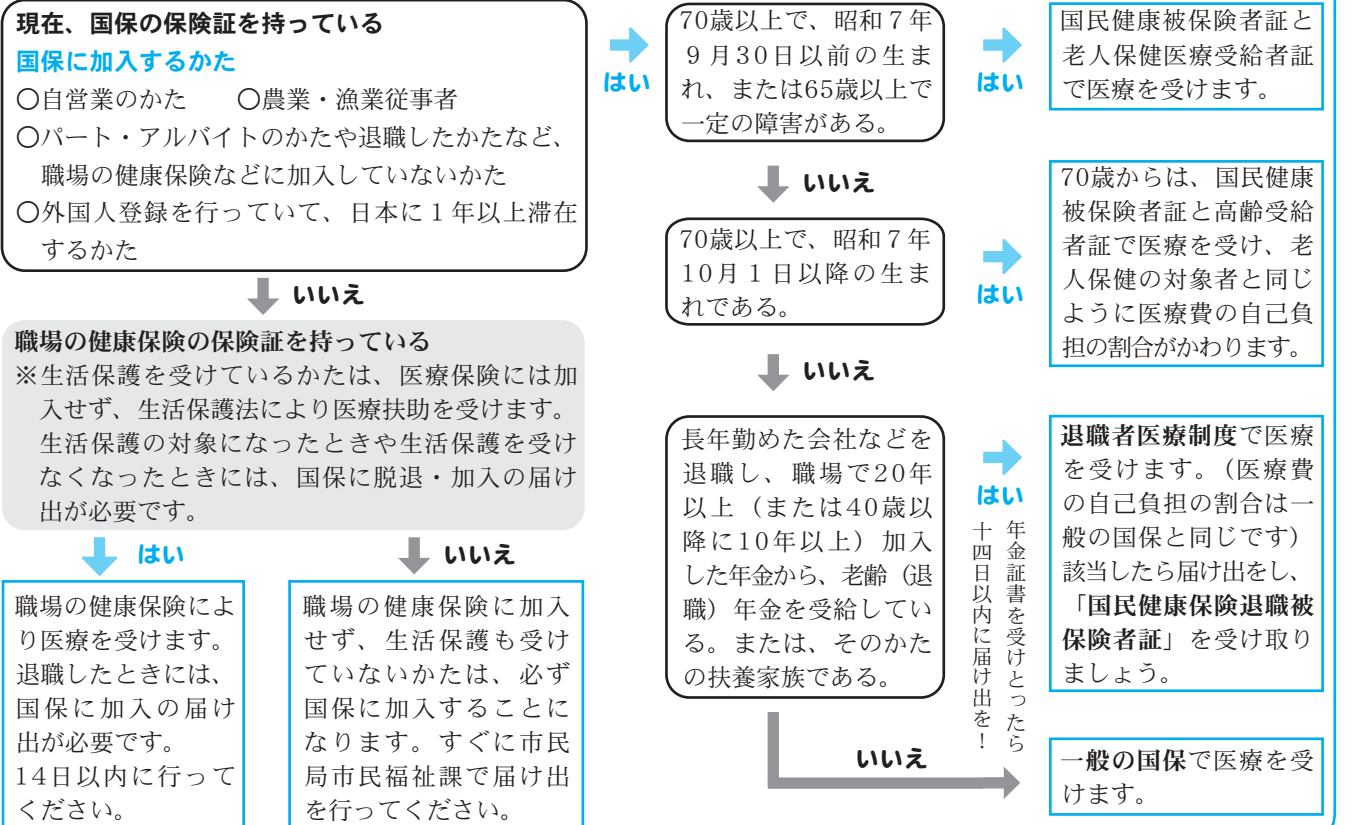 現在、国保の保険証を持っている
国保に加入するかた
〇自営業のかた　〇農業・漁業従事者
〇パート・アルバイトのかたや退職したかたなど、
職場の健康保険などに加入していないかた
〇外国人登録を行っていて、日本に１年以上滞在
するかた
いいえ
職場の健康保険の保険証を持っている
※生活保護を受けているかたは、医療保険には加
入せず、生活保護法により医療扶助を受けます。
生活保護の対象になったときや生活保護を受け
なくなったときには、国保に脱退・加入の届け
出が必要です。
はい
職場の健康保険によ
り医療を受けます。
退職したときには、
国保に加入の届け
出が必要です。
14日以内に行って
ください。
いいえ
職場の健康保険に加入
せず、生活保護も受け
ていないかたは、必ず
国保に加入することに
なります。すぐに市民
局市民福祉課で届け出
を行ってください。
はい
70歳以上で、昭和７年
９月30日以前の生ま
れ、または65歳以上で
一定の障害がある。
はい
国民健康被保険者証と
老人保健医療受給者証
で医療を受けます。
いいえ
70歳以上で、昭和７年
10月１日以降の生ま
れである。
はい
70歳からは、国民健康
被保険者証と高齢受給
者証で医療を受け、老
人保健の対象者と同じ
ように医療費の自己負
担の割合がかわります。
いいえ
長年勤めた会社などを
退職し、職場で20年
以上（または40歳以
降に10年以上）加入
した年金から、老齢（退
職）年金を受給してい
る。または、そのかた
の扶養家族である。
はい
年金証書を受けとったら
十四日以内に届け出を！
退職者医療制度で医療
を受けます。（医療費
の自己負担の割合は一
般の国保と同じです）
該当したら届け出をし、
「国民健康保険退職被
保険者証」を受け取り
ましょう。
いいえ
一般の国保で医療を受
けます。